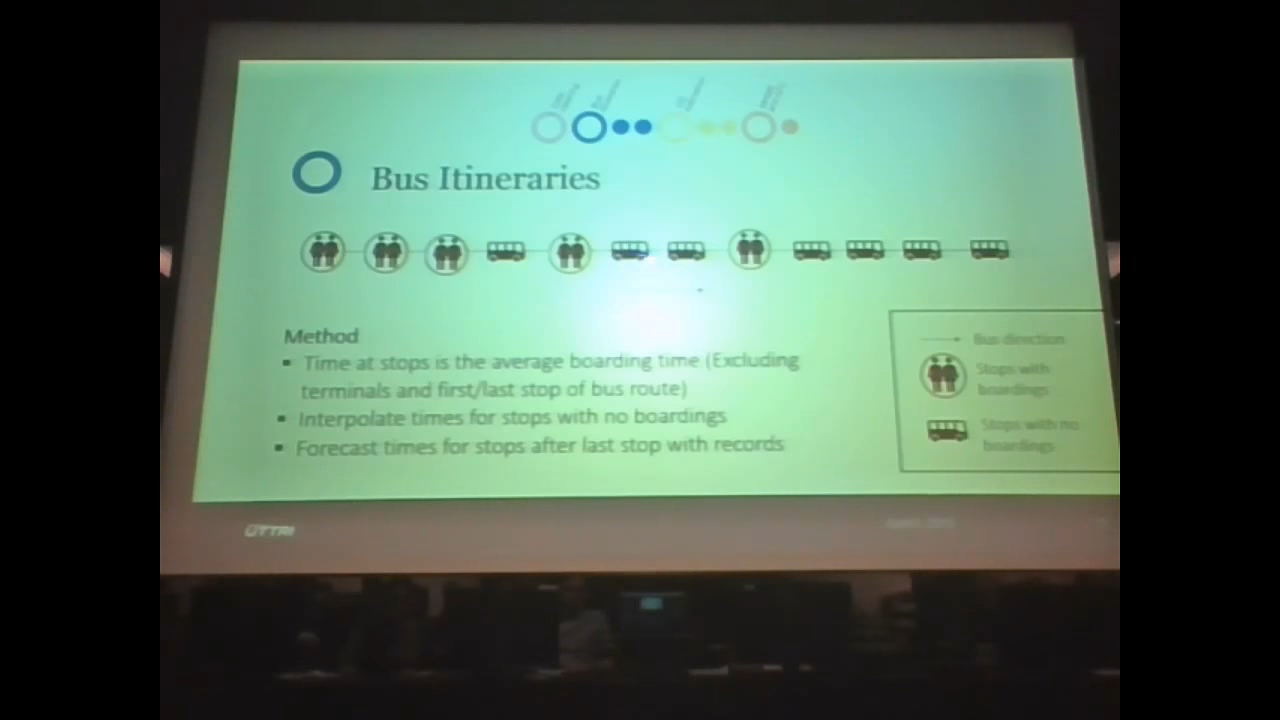 Bus Itineraries
Method
▪ Time at stops is the average boarding time (Excluding
terminals and first/last stop of bus route)
▪ Interpolate times for stops with no boardings
▪ Forecast times for stops after last stop with records
Bus direction
Stops with
boardings
Stops with no
boardings
UTTRI